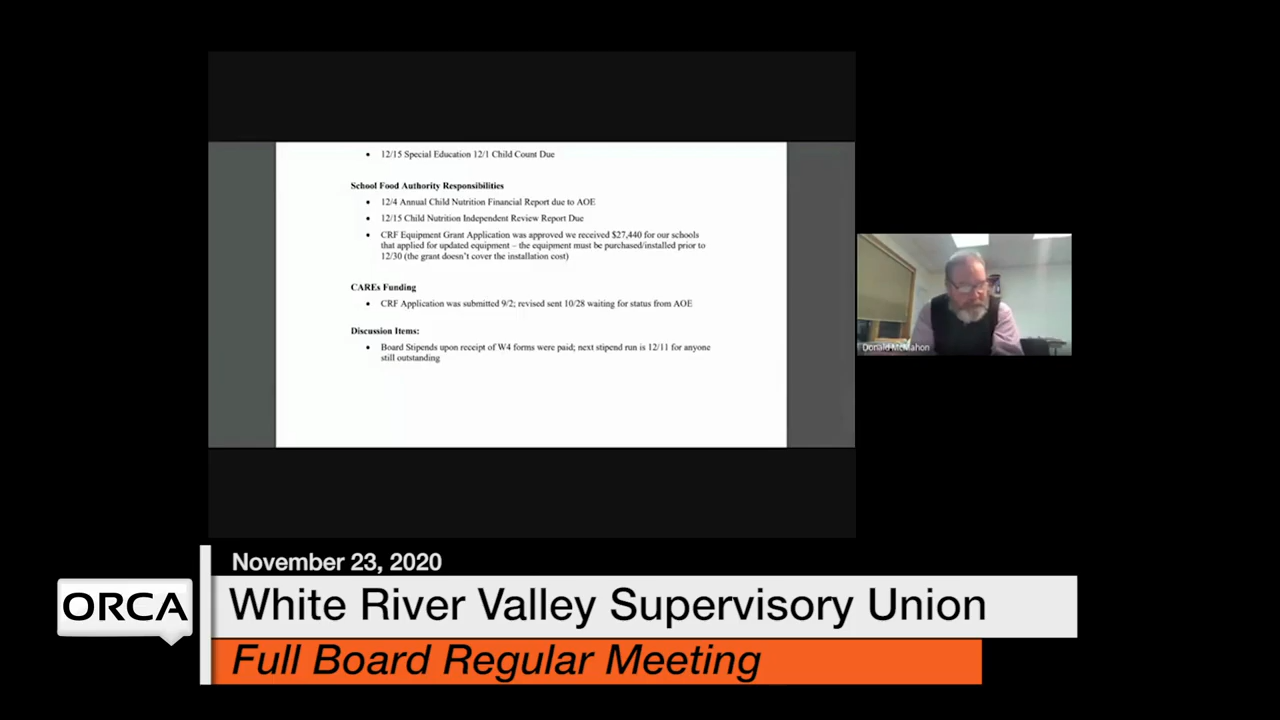 • 12/15 Special Education 12/1 Child Count Due
School Food Authority Responsibilities
• 12/4 Annual Child Nutrition Financial Report due to AOE
• 12/15 Child Nutrition Independent Review Report Due
• CRF Equipment Grant Application was approved we received $27,440 for our schools
that applied for updated equipment – the equipment must be purchased/installed prior to
12/30 (the grant doesn't cover the installation cost)
CAREs Funding
• CRF Application was submitted 9/2; revised sent 10/28 waiting for status from AOE
Discussion Items:
• Board Stipends upon receipt of W4 forms were paid; next stipend run is 12/11 for anyone
still outstanding
Donald McMahon
November 23, 2020
ORCA
White River Valley Supervisory Union
Full Board Regular Meeting